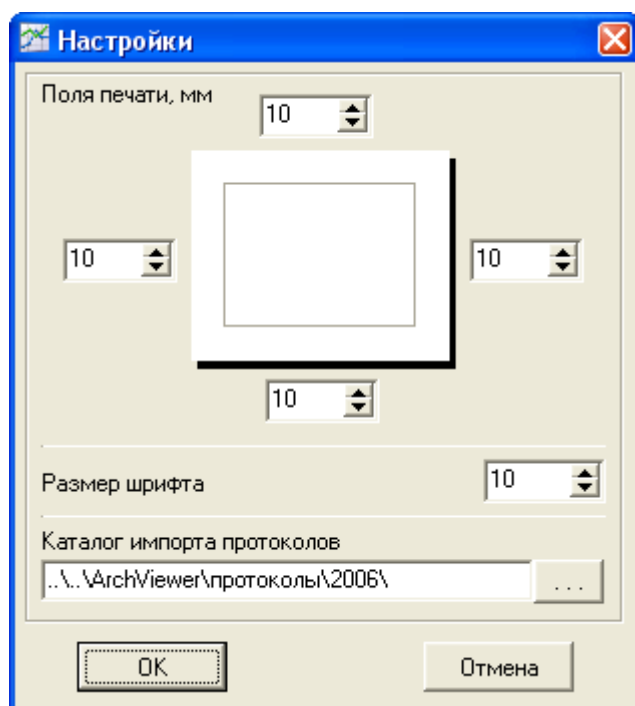 Настройки
Поля печати, мм
10
10
10
10
Размер шрифта
10
Каталог импорта протоколов
..\..\ArchViewer\протоколы\2006\
...
OK
Отмена